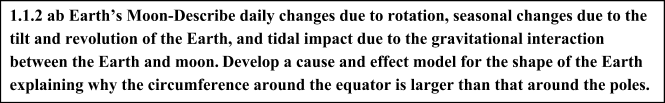 1.1.2 ab Earth’s Moon-Describe daily changes due to rotation, seasonal changes due to the
tilt and revolution of the Earth, and tidal impact due to the gravitational interaction
between the Earth and moon. Develop a cause and effect model for the shape of the Earth
explaining why the circumference around the equator is larger than that around the poles.